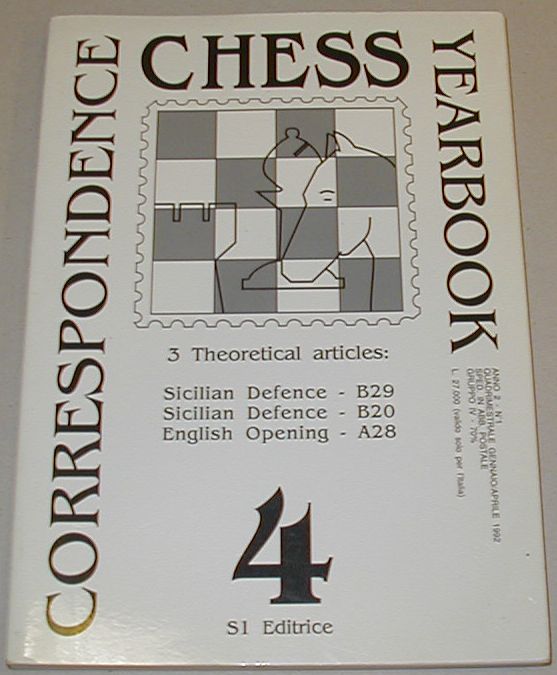 CORRESPONDENCE
CHESS
YEARBOOK
3 Theoretical articles:
Sicilian Defence - B29
Sicilian Defence - B20
English Opening - A28
ANNO 2 - N°1
QUADRIMESTRALE GENNAIO/APRILE 1992
SPED. IN ABB. POSTALE
GRUPPO IV - 70%
L. 27.000 (valido solo per l'Italia)
4
S1 Editrice